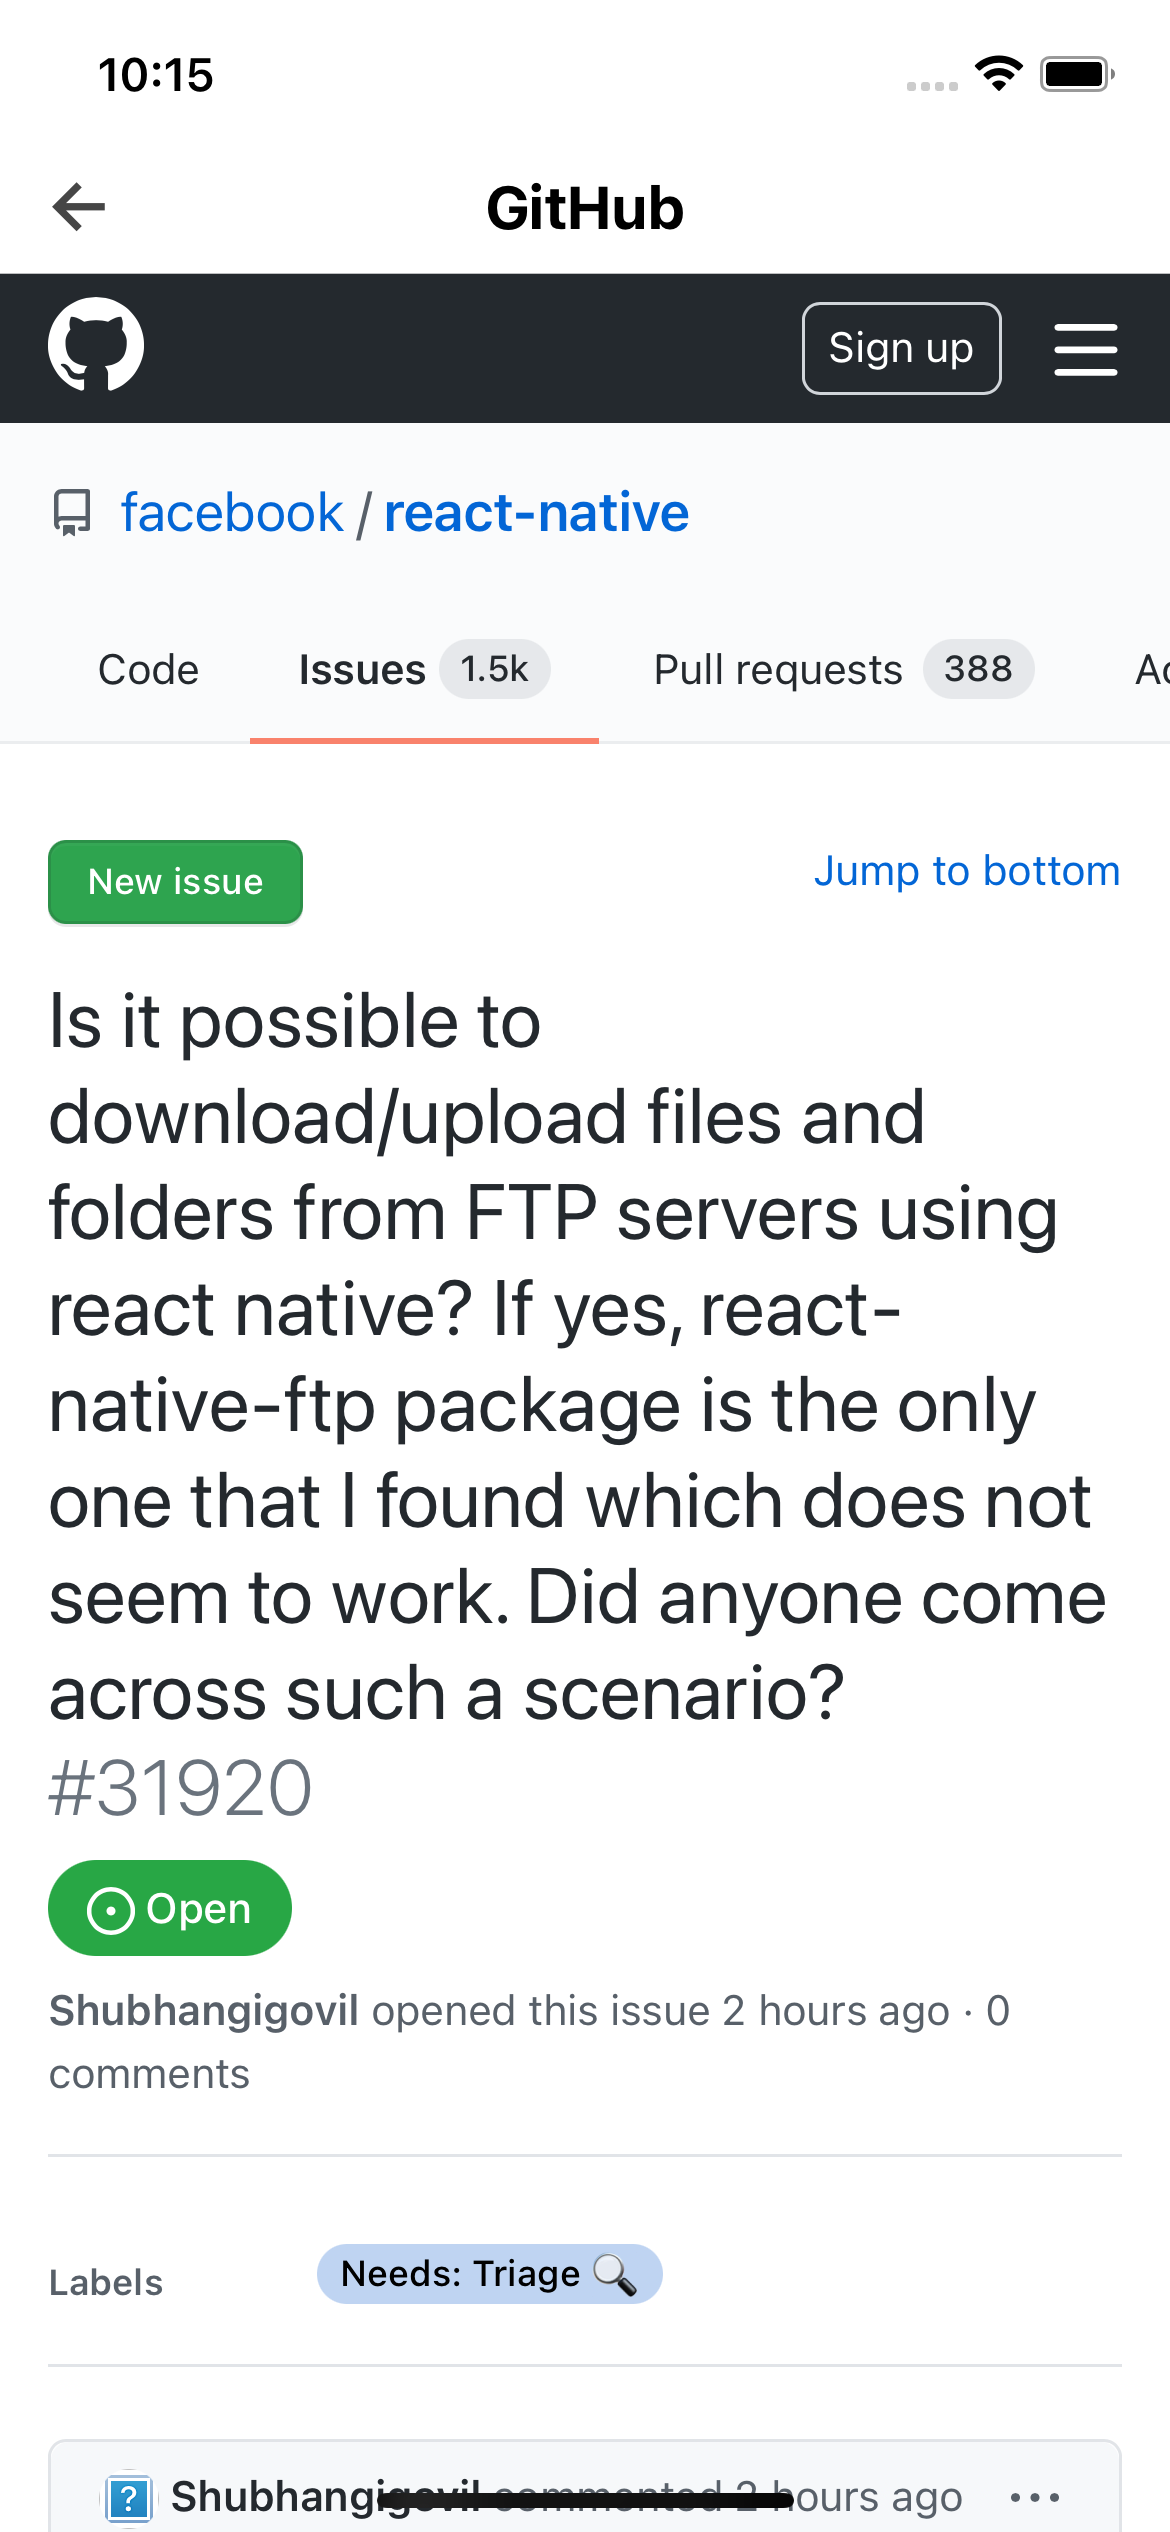 10:15
GitHub
Sign up
facebook / react-native
Code Issues 1.5k Pull requests 388 Ac
New issue
Jump to bottom
Is it possible to
download/upload files and
folders from FTP servers using
react native? If yes, react-
native-ftp package is the only
one that I found which does not
seem to work. Did anyone come
across such a scenario?
#31920
Open
Shubhangigovil opened this issue 2 hours ago · 0
comments
Labels Needs: Triage 🔍
Shubhangigovil commented 2 hours ago ...